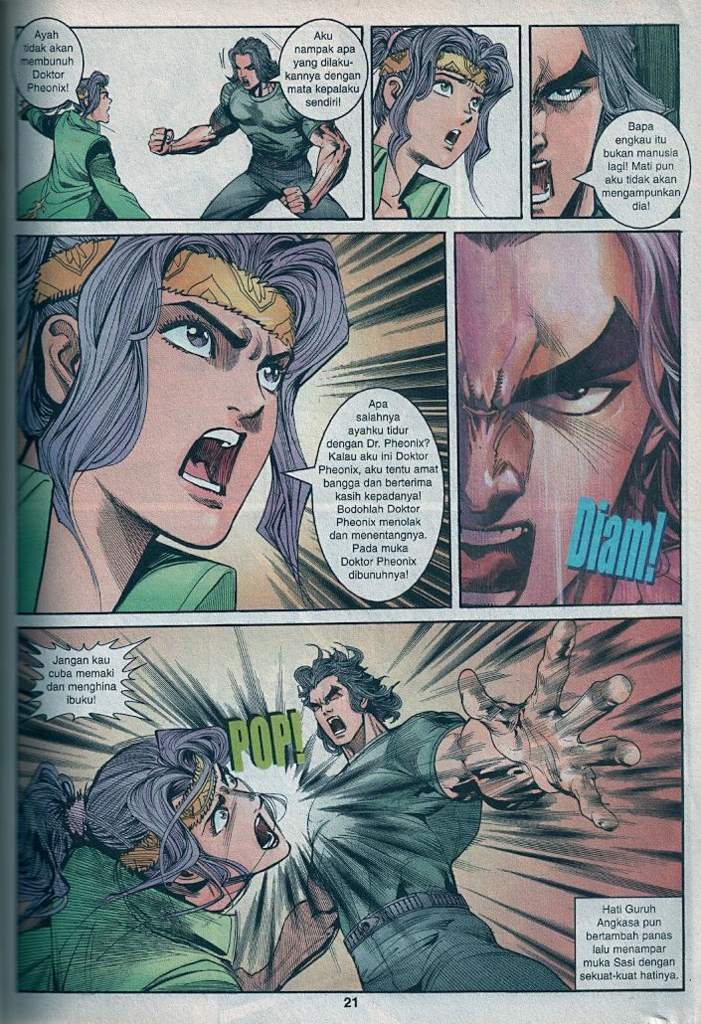 Ayah
tidak akan
membunuh
Doktor
Pheonix!
Aku
nampak apa
yang dilaku-
kannya dengan
mata kepalaku
sendiri!
Bapa
engkau itu
bukan manusia
lagi! Mati pun
aku tidak akan
mengampunkan
dia!
Apa
salahnya
ayahku tidur
dengan Dr. Pheonix?
Kalau aku ini Doktor
Pheonix, aku tentu amat
bangga dan berterima
kasih kepadanya!
Bodohlah Doktor
Pheonix menolak
dan menentangnya.
Pada muka
Doktor Pheonix
dibunuhnya!
Diam!
Jangan kau
cuba memaki
dan menghina
ibuku!
POP!
Hati Guruh
Angkasa pun
bertambah panas
lalu menampar
muka Sasi dengan
sekuat-kuat hatinya.
21